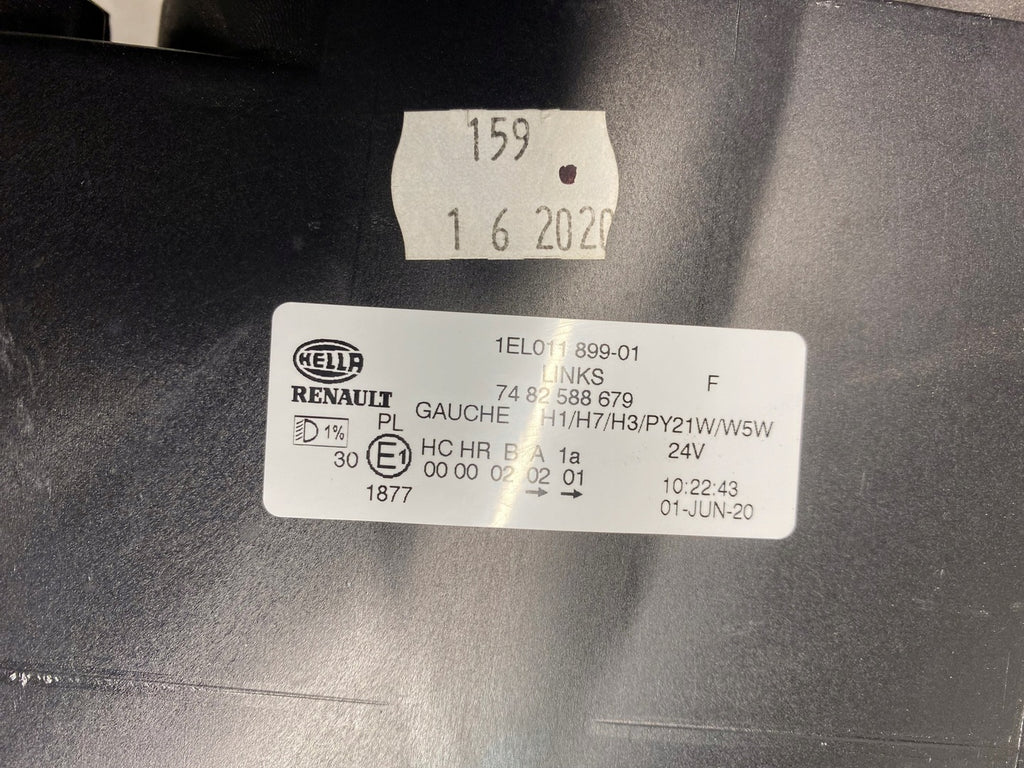 159
1 6 2020
HELLA
RENAULT
1EL011 899-01
LINKS
F
74 82 588 679
GAUCHE H1/H7/H3/PY21W/W5W
24V
1%
PL
30 E1
1877
HC HR B A 1a
00 00 02 02 01
→ →
10:22:43
01-JUN-20